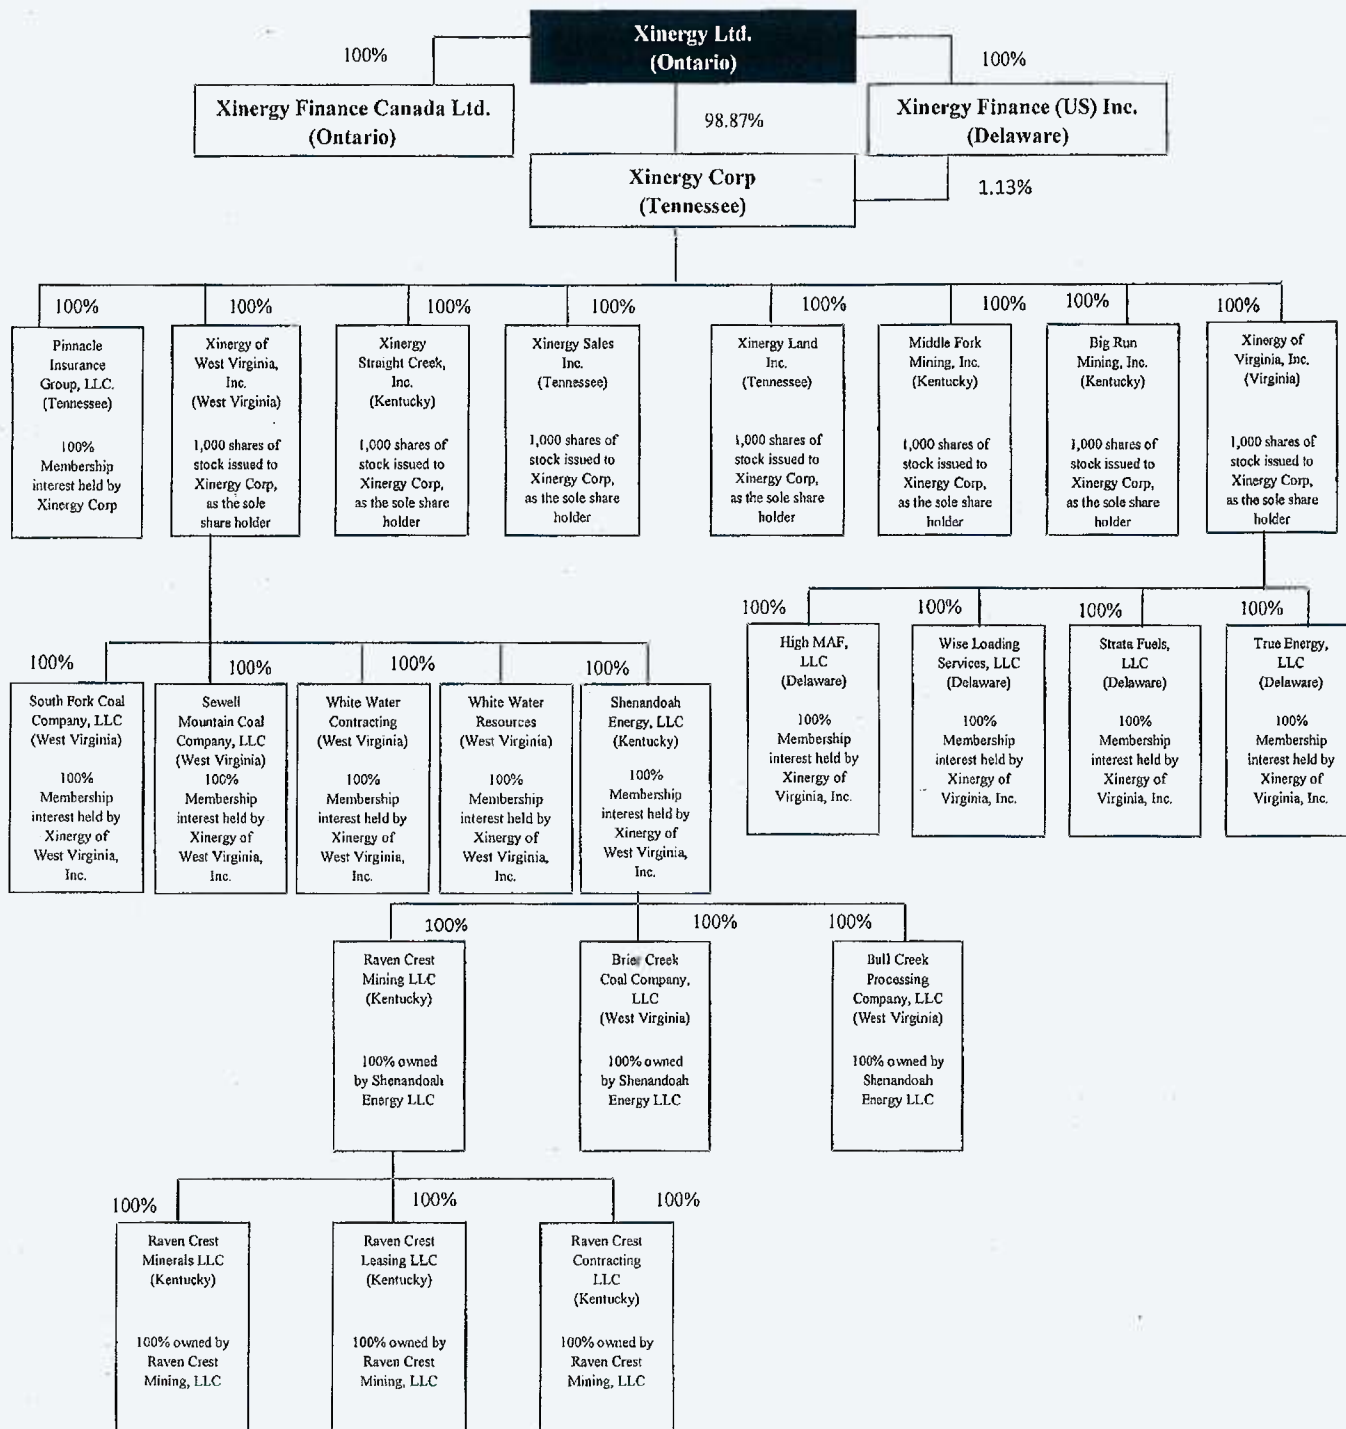 Xinergy Ltd.
(Ontario)
100%
100%
Xinergy Finance Canada Ltd.
(Ontario)
98.87%
Xinergy Finance (US) Inc.
(Delaware)
Xinergy Corp
(Tennessee)
1.13%
100%
100%
100%
100%
100%
100%
100%
100%
Pinnacle
Insurance
Group, LLC.
(Tennessee)
100%
Membership
interest held by
Xinergy Corp
Xinergy of
West Virginia,
Inc.
(West Virginia)
1,000 shares of
stock issued to
Xinergy Corp,
as the sole
share holder
Xinergy
Straight Creek,
Inc.
(Kentucky)
1,000 shares of
stock issued to
Xinergy Corp,
as the sole share
holder
Xinergy Sales
Inc.
(Tennessee)
1,000 shares of
stock issued to
Xinergy Corp,
as the sole share
holder
Xinergy Land
Inc.
(Tennessee)
1,000 shares of
stock issued to
Xinergy Corp,
as the sole share
holder
Middle Fork
Mining, Inc.
(Kentucky)
1,000 shares of
stock issued to
Xinergy Corp,
as the sole share
holder
Big Run
Mining, Inc.
(Kentucky)
1,000 shares of
stock issued to
Xinergy Corp,
as the sole share
holder
Xinergy of
Virginia, Inc.
(Virginia)
1,000 shares of
stock issued to
Xinergy Corp,
as the sole share
holder
100%
100%
100%
100%
High MAF,
LLC
(Delaware)
100%
Membership
interest held by
Xinergy of
Virginia, Inc.
Wise Loading
Services, LLC
(Delaware)
100%
Membership
interest held by
Xinergy of
Virginia, Inc.
Strata Fuels,
LLC
(Delaware)
100%
Membership
interest held by
Xinergy of
Virginia, Inc.
True Energy,
LLC
(Delaware)
100%
Membership
interest held by
Xinergy of
Virginia, Inc.
100%
100%
100%
100%
South Fork Coal
Company, LLC
(West Virginia)
100%
Membership
interest held by
Xinergy of
West Virginia,
Inc.
Sewell
Mountain Coal
Company, LLC
(West Virginia)
100%
Membership
interest held by
Xinergy of
West Virginia,
Inc.
White Water
Contracting
(West Virginia)
100%
Membership
interest held by
Xinergy of
West Virginia,
Inc.
White Water
Resources
(West Virginia)
100%
Membership
interest held by
Xinergy of
West Virginia,
Inc.
Shenandoah
Energy, LLC
(Kentucky)
100%
Membership
interest held by
Xinergy of
West Virginia,
Inc.
100%
100%
100%
Raven Crest
Mining LLC
(Kentucky)
100% owned
by Shenandoah
Energy LLC
Brier Creek
Coal Company,
LLC
(West Virginia)
100% owned
by Shenandoah
Energy LLC
Bull Creek
Processing
Company, LLC
(West Virginia)
100% owned by
Shenandoah
Energy LLC
100%
100%
100%
Raven Crest
Minerals LLC
(Kentucky)
100% owned by
Raven Crest
Mining, LLC
Raven Crest
Leasing LLC
(Kentucky)
100% owned by
Raven Crest
Mining, LLC
Raven Crest
Contracting
LLC
(Kentucky)
100% owned by
Raven Crest
Mining, LLC